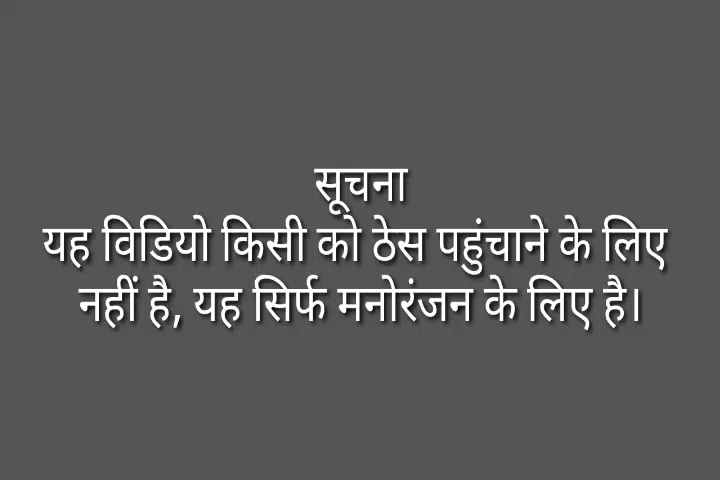 सूचना
यह विडियो किसी को ठेस पहुंचाने के लिए
नहीं है, यह सिर्फ मनोरंजन के लिए है।